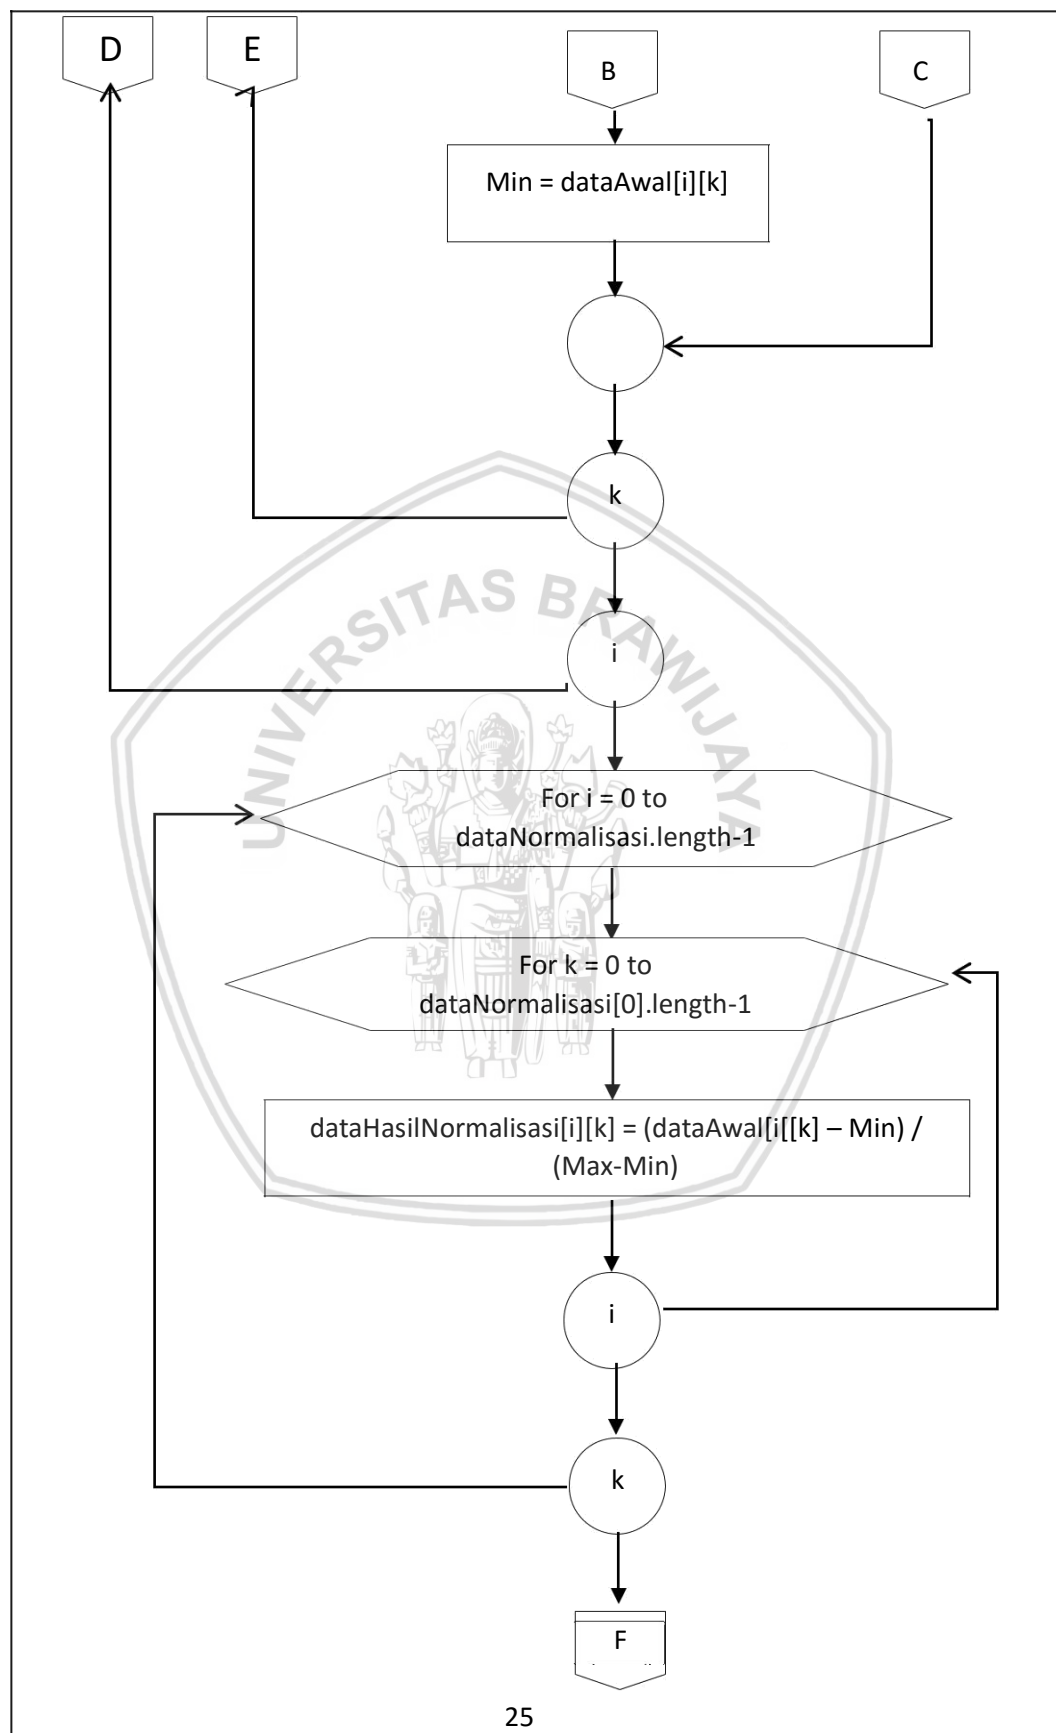 D
E
B
C
Min = dataAwal[i][k]
k
UNIVERSITAS BRAWIJAYA
i
For i = 0 to
dataNormalisasi.length-1
For k = 0 to
dataNormalisasi[0].length-1
dataHasilNormalisasi[i][k] = (dataAwal[i[[k] – Min) /
(Max-Min)
i
k
F
25